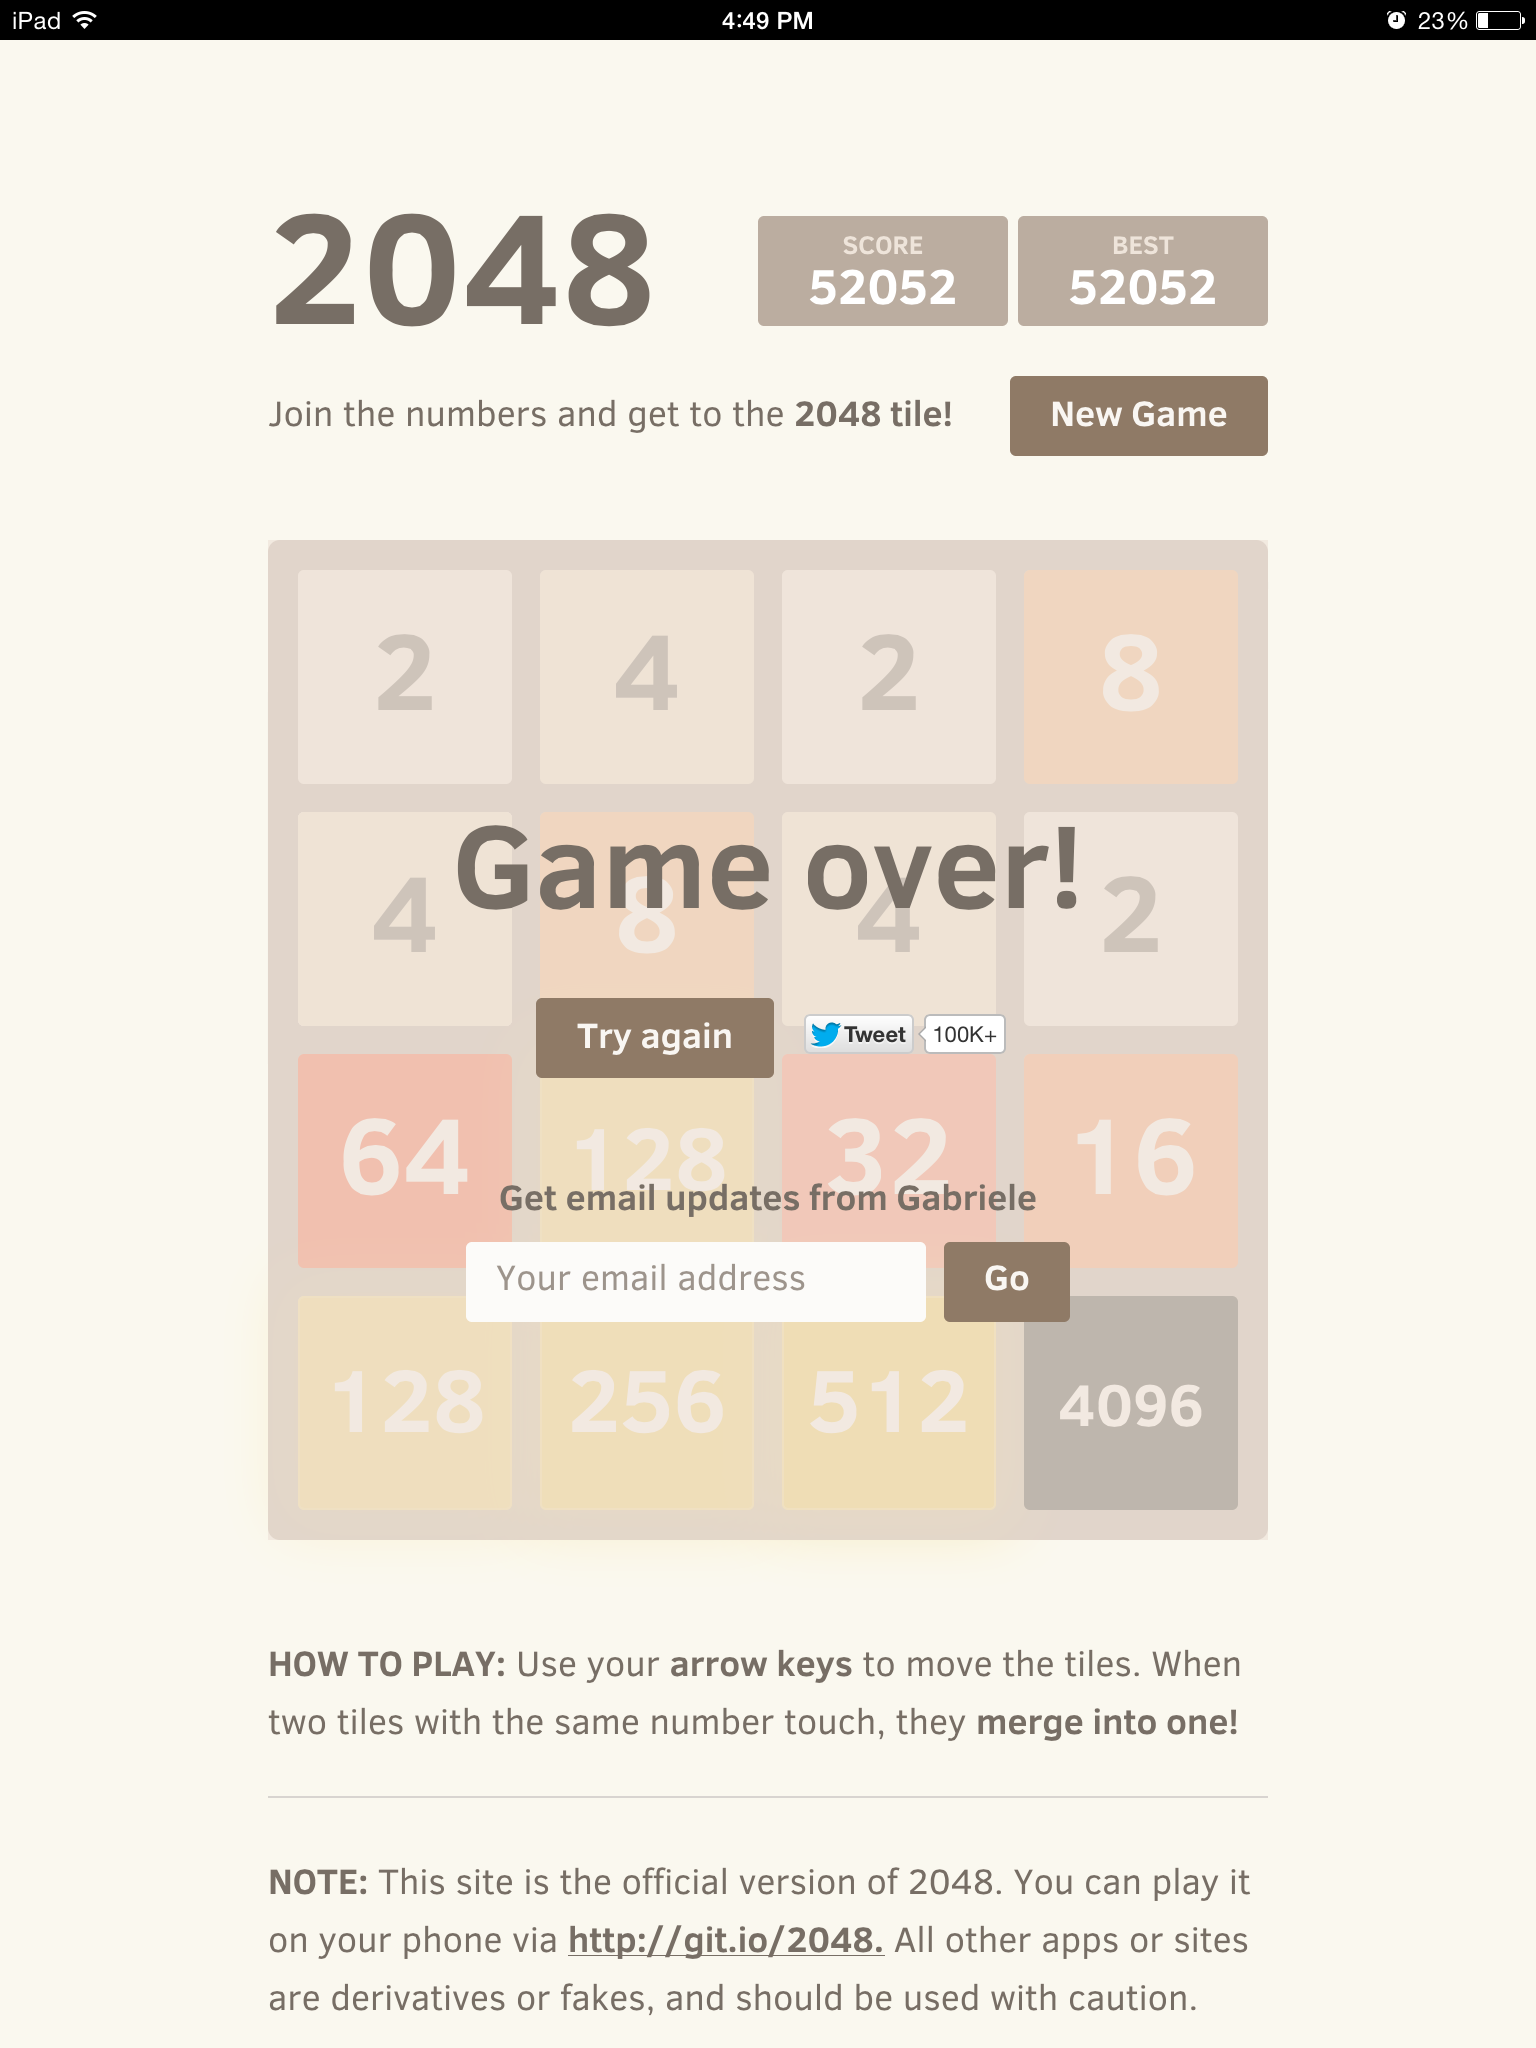 iPad 4:49 PM 23%
2048
SCORE
52052
BEST
52052
Join the numbers and get to the 2048 tile!
New Game
2 4 2 8
4 8 4 2
Game over!
Try again
Tweet 100K+
64 128 32 16
Get email updates from Gabriele
Your email address
Go
128 256 512 4096
HOW TO PLAY: Use your arrow keys to move the tiles. When
two tiles with the same number touch, they merge into one!
NOTE: This site is the official version of 2048. You can play it
on your phone via http://git.io/2048. All other apps or sites
are derivatives or fakes, and should be used with caution.